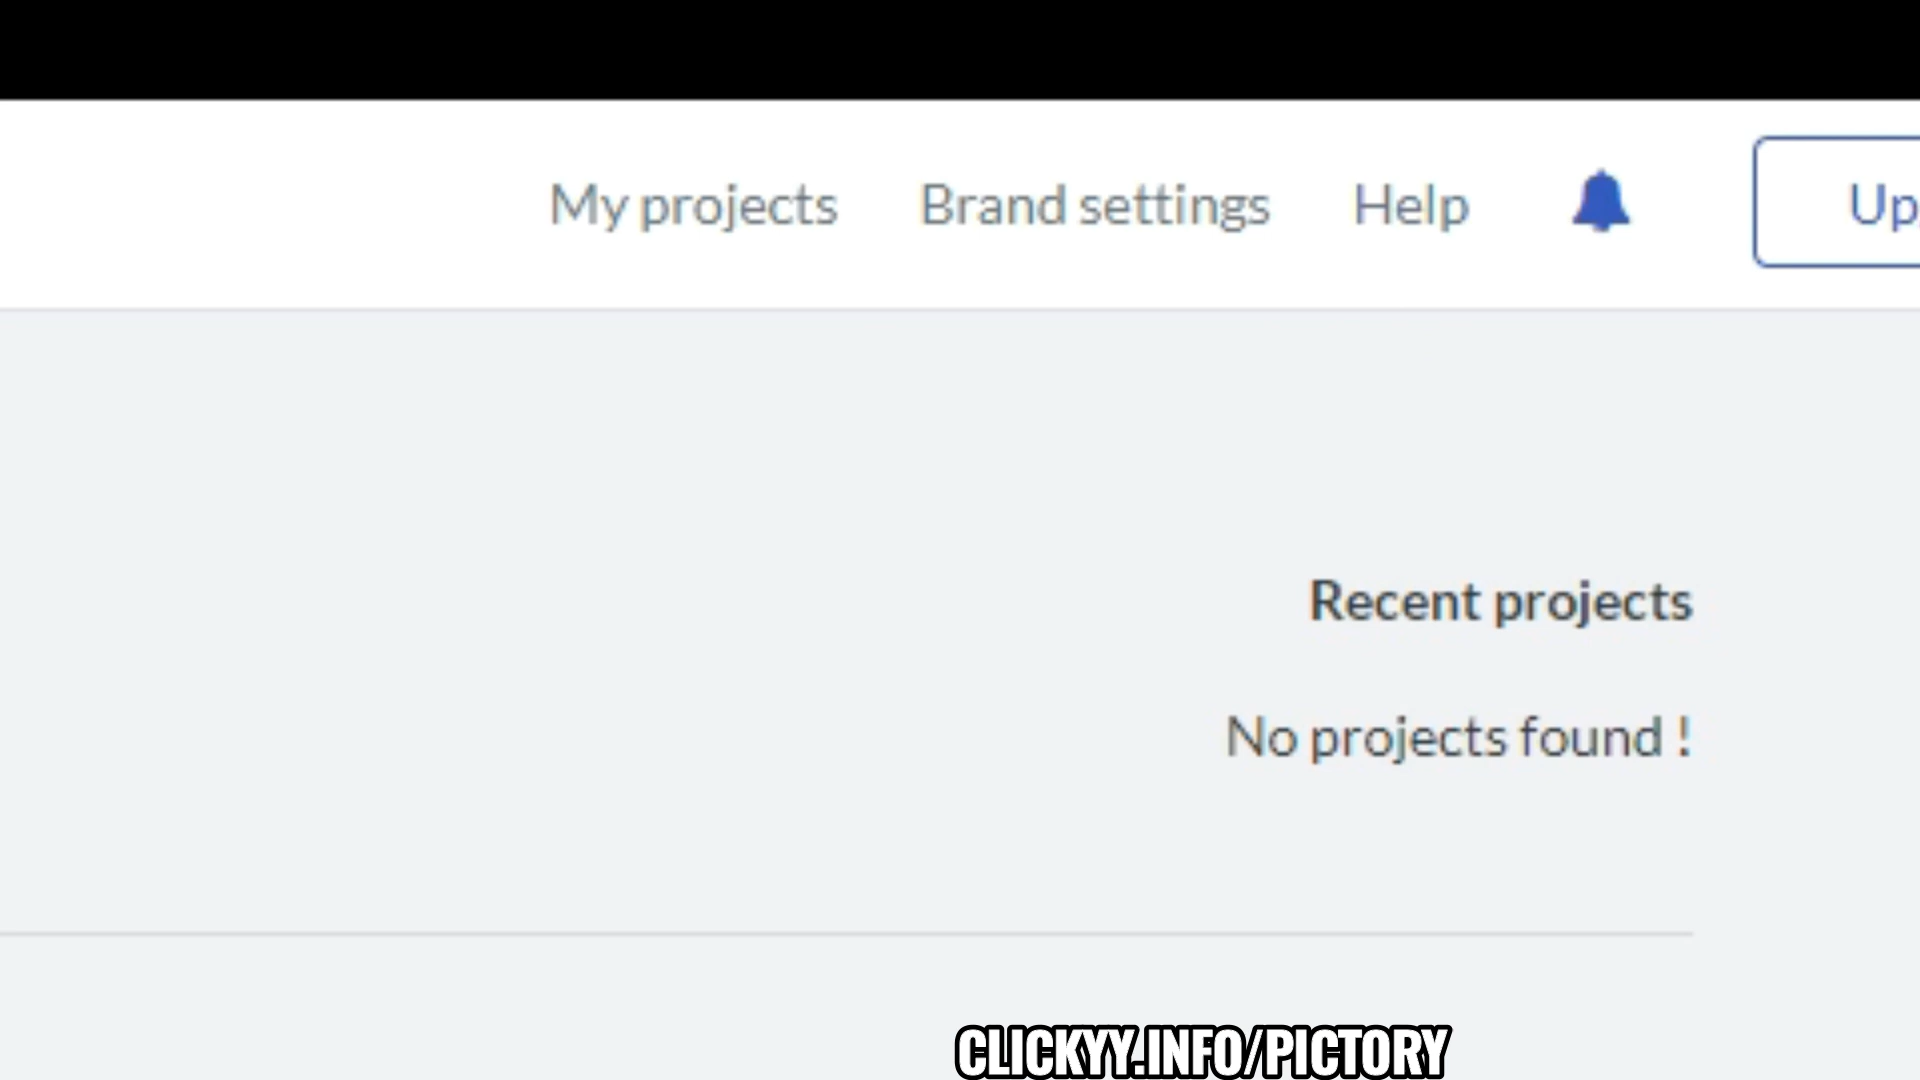 My projects Brand settings Help Up
Recent projects
No projects found !
CLICKYY.INFO/PICTORY